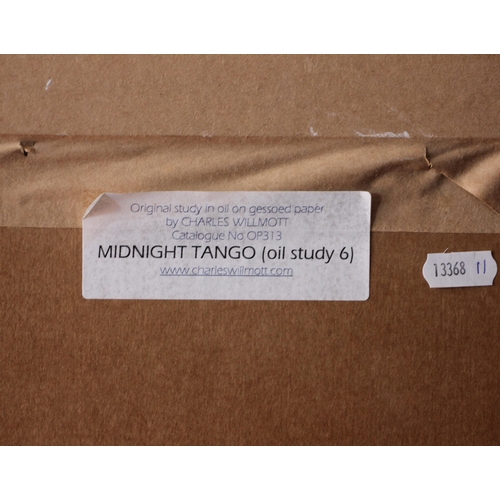 Original study in oil on gessoed paper
by CHARLES WILLMOTT
Catalogue No OP313
MIDNIGHT TANGO (oil study 6)
www.charleswillmott.com
13368 11